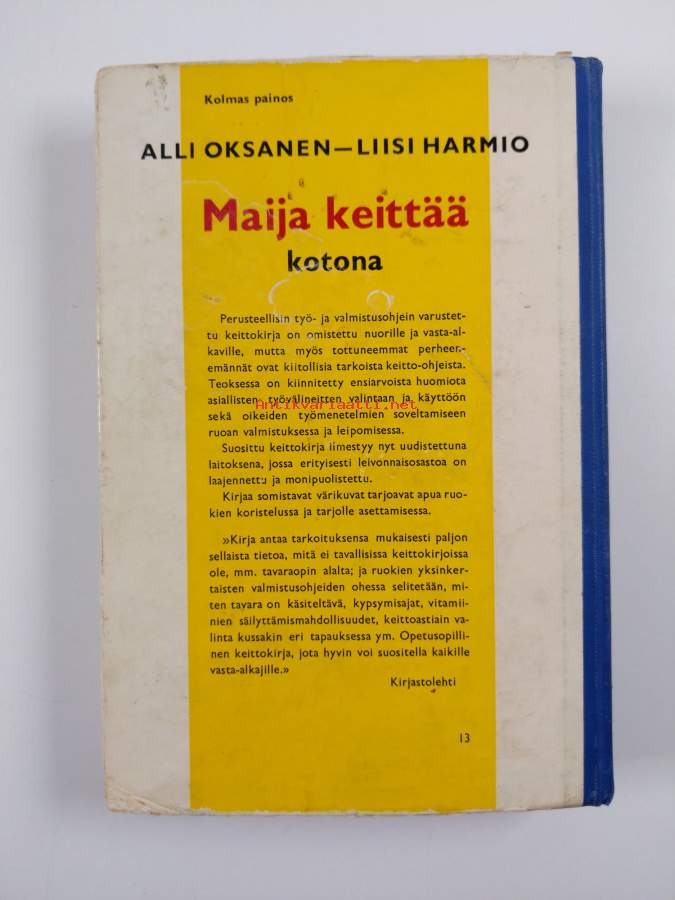 Kolmas painos
ALLI OKSANEN—LIISI HARMIO
Maija keittää
kotona
Perusteellisin työ- ja valmistusohjein varustet-
tu keittokirja on omistettu nuorille ja vasta-al-
kaville, mutta myös tottuneemmat perheen-
emännät ovat kiitollisia tarkoista keitto-ohjeista.
Teoksessa on kiinnitetty ensiarvoista huomiota
asiallisten työvälineitten valintaan ja käyttöön
Antikvariaatti.net
sekä oikeiden työmenetelmien soveltamiseen
ruoan valmistuksessa ja leipomisessa.
Suosittu keittokirja ilmestyy nyt uudistettuna
laitoksena, jossa erityisesti leivonnaisosastoa on
laajennettu ja monipuolistettu.
Kirjaa somistavat värikuvat tarjoavat apua ruo-
kien koristelussa ja tarjolle asettamisessa.
»Kirja antaa tarkoituksensa mukaisesti paljon
sellaista tietoa, mitä ei tavallisissa keittokirjoissa
ole, mm. tavaraopin alalta; ja ruokien yksinker-
taisten valmistusohjeiden ohessa selitetään, mi-
ten tavara on käsiteltävä, kypsymisajat, vitamii-
nien säilyttämismahdollisuudet, keittoastiain va-
linta kussakin eri tapauksessa ym. Opetusopilli-
nen keittokirja, jota hyvin voi suositella kaikille
vasta-alkajille.»
Kirjastolehti
13